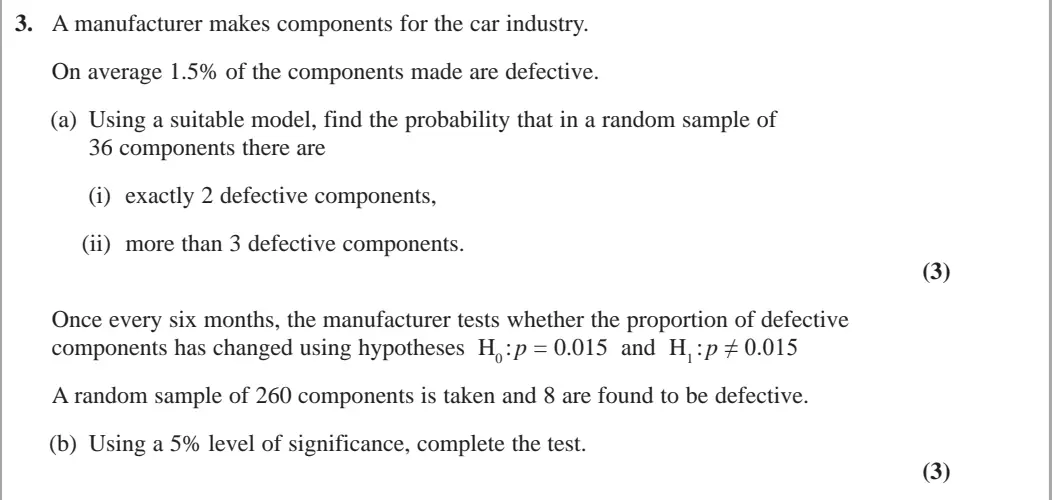 3. A manufacturer makes components for the car industry.
On average 1.5% of the components made are defective.
(a) Using a suitable model, find the probability that in a random sample of
36 components there are
(i) exactly 2 defective components,
(ii) more than 3 defective components.
(3)
Once every six months, the manufacturer tests whether the proportion of defective
components has changed using hypotheses H₀ : p = 0.015 and H₁ : p ≠ 0.015
A random sample of 260 components is taken and 8 are found to be defective.
(b) Using a 5% level of significance, complete the test.
(3)